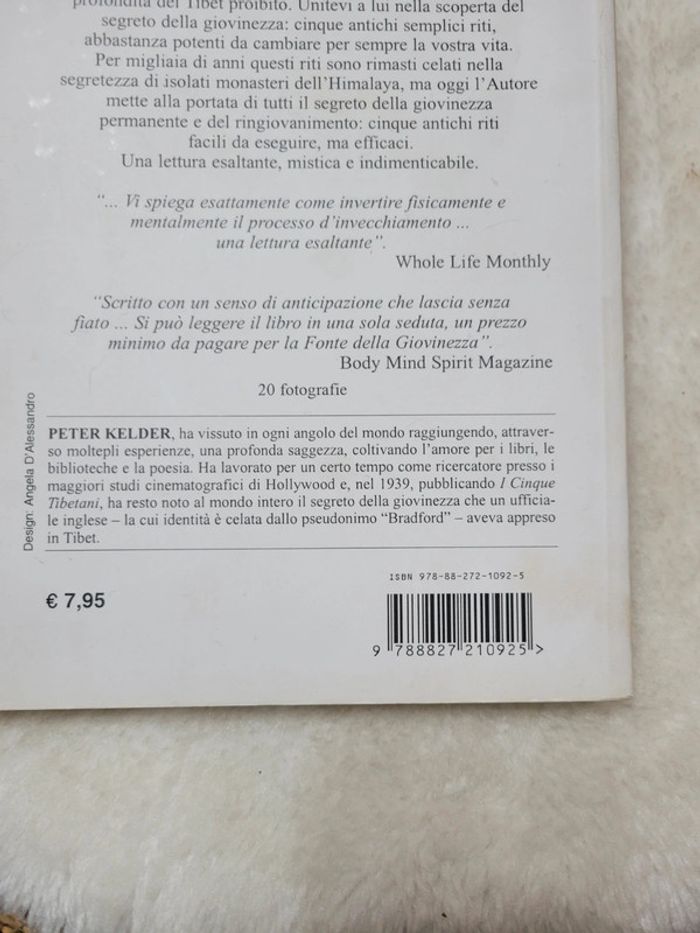 profondità del Tibet proibito. Unitevi a lui nella scoperta del
segreto della giovinezza: cinque antichi semplici riti,
abbastanza potenti da cambiare per sempre la vostra vita.
Per migliaia di anni questi riti sono rimasti celati nella
segretezza di isolati monasteri dell'Himalaya, ma oggi l'Autore
mette alla portata di tutti il segreto della giovinezza
permanente e del ringiovanimento: cinque antichi riti
facili da eseguire, ma efficaci.
Una lettura esaltante, mistica e indimenticabile.
"... Vi spiega esattamente come invertire fisicamente e
mentalmente il processo d'invecchiamento ...
una lettura esaltante".
Whole Life Monthly
"Scritto con un senso di anticipazione che lascia senza
fiato ... Si può leggere il libro in una sola seduta, un prezzo
minimo da pagare per la Fonte della Giovinezza".
Body Mind Spirit Magazine
20 fotografie
Design: Angela D'Alessandro
PETER KELDER, ha vissuto in ogni angolo del mondo raggiungendo, attraver-
so moltepli esperienze, una profonda saggezza, coltivando l'amore per i libri, le
biblioteche e la poesia. Ha lavorato per un certo tempo come ricercatore presso i
maggiori studi cinematografici di Hollywood e, nel 1939, pubblicando I Cinque
Tibetani, ha resto noto al mondo intero il segreto della giovinezza che un ufficia-
le inglese – la cui identità è celata dallo pseudonimo "Bradford" – aveva appreso
in Tibet.
€ 7,95
ISBN 978-88-272-1092-5
9 788827 210925 >